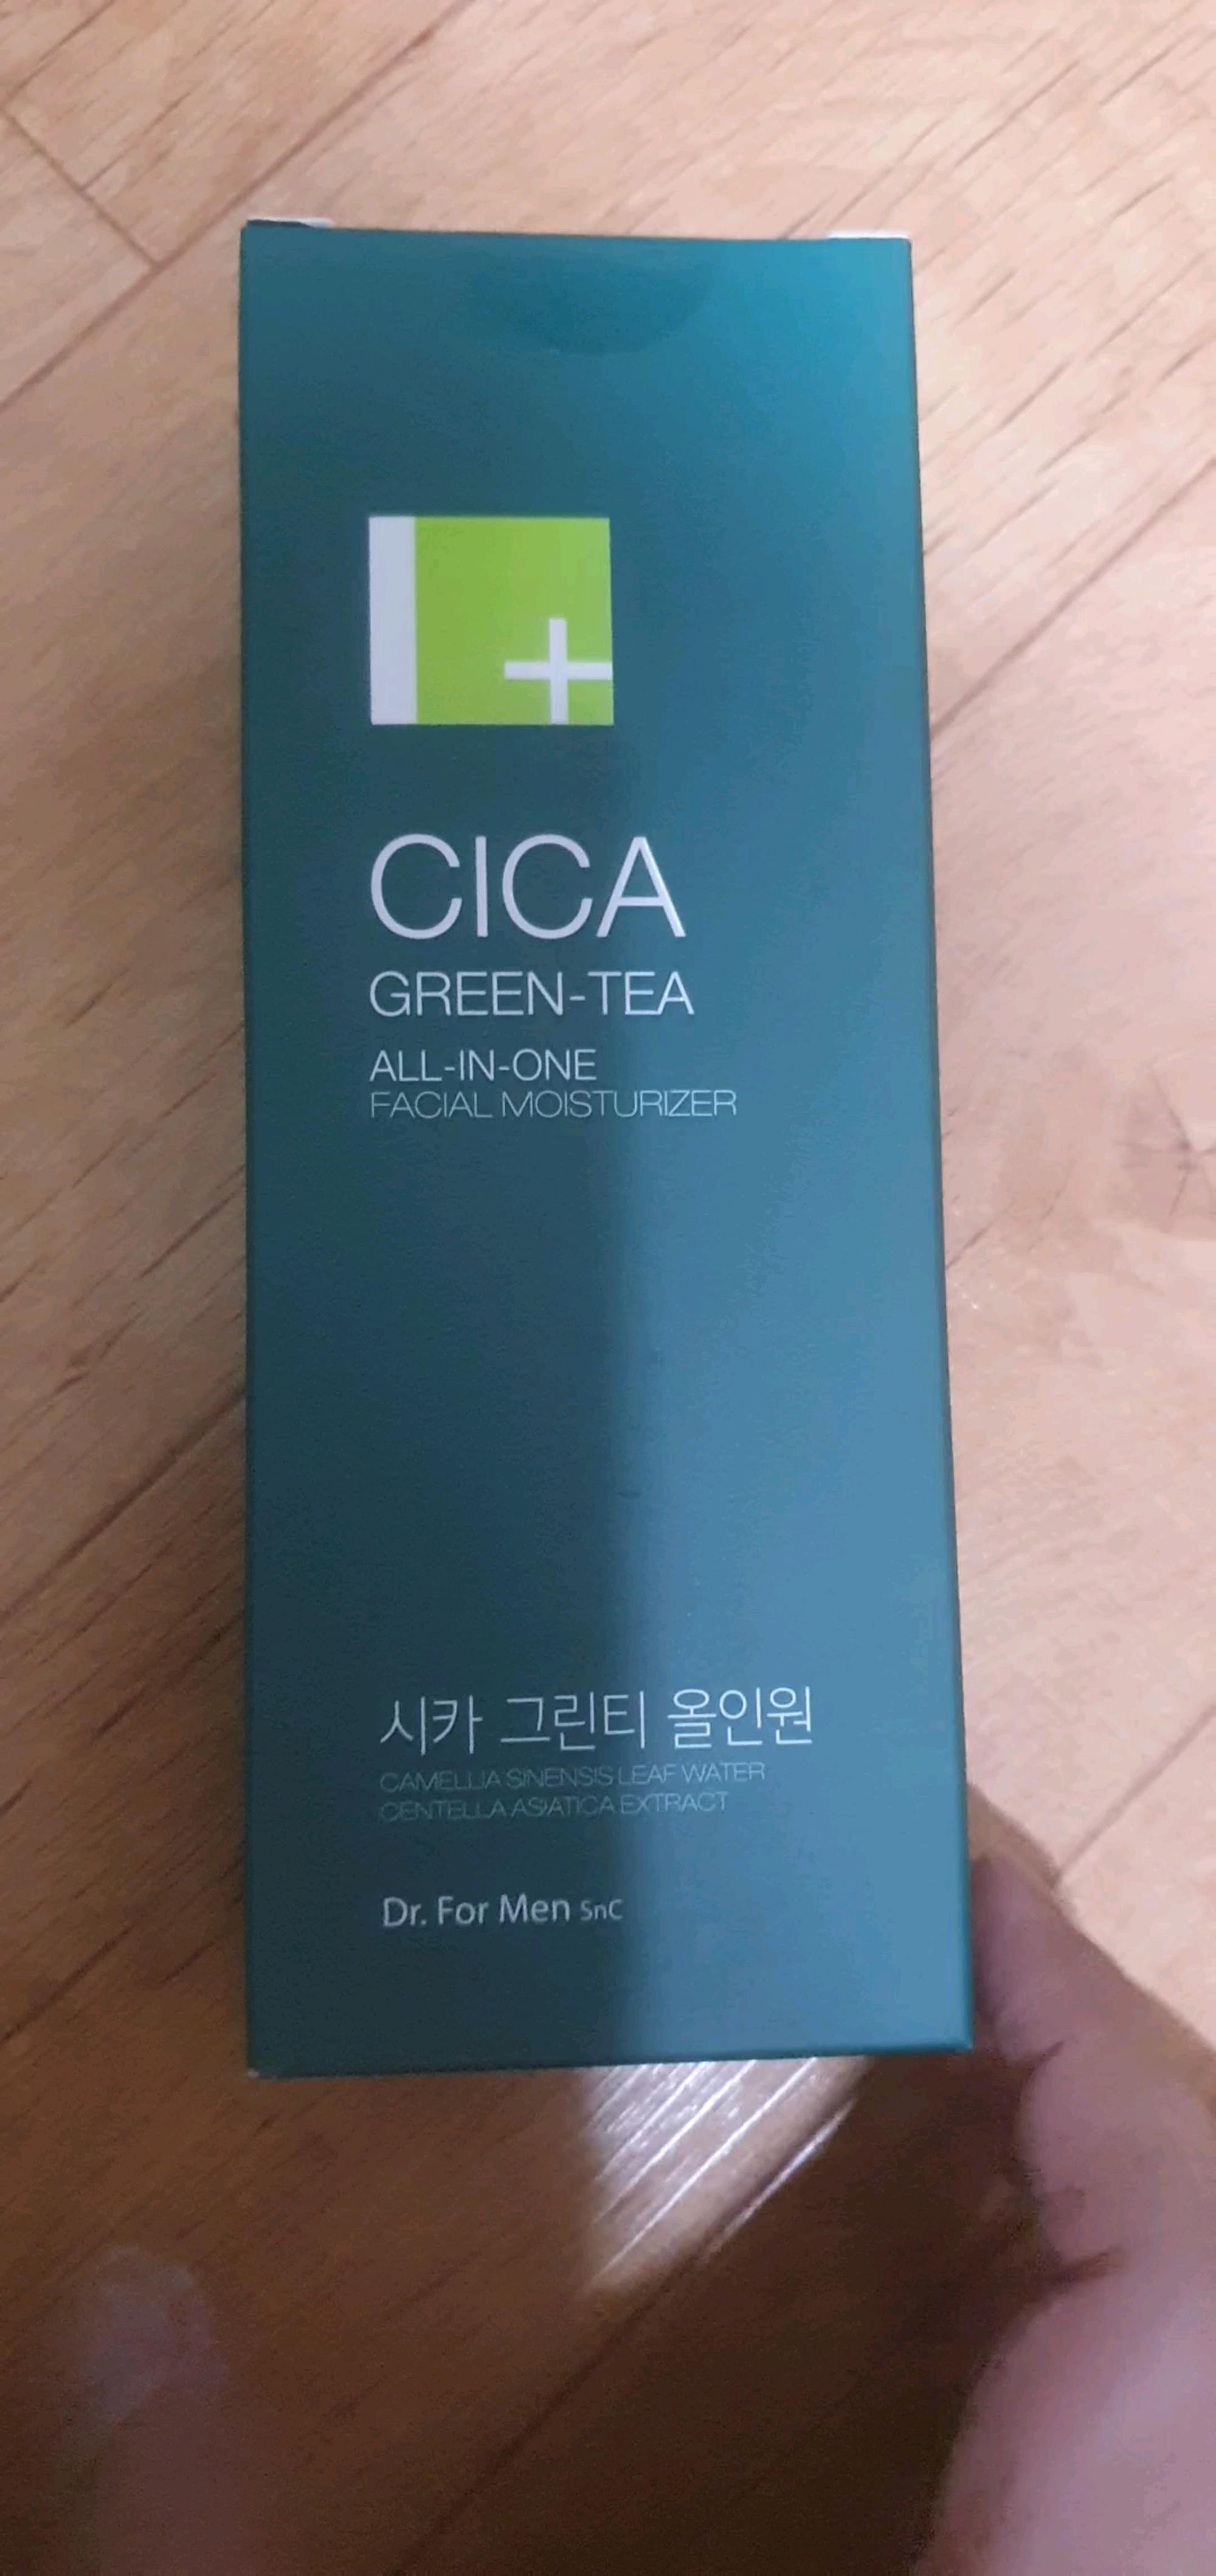 CICA
GREEN-TEA
ALL-IN-ONE
FACIAL MOISTURIZER
시카 그린티 올인원
CAMELLIA SINENSIS LEAF WATER
CENTELLA ASIATICA EXTRACT
Dr. For Men SnC